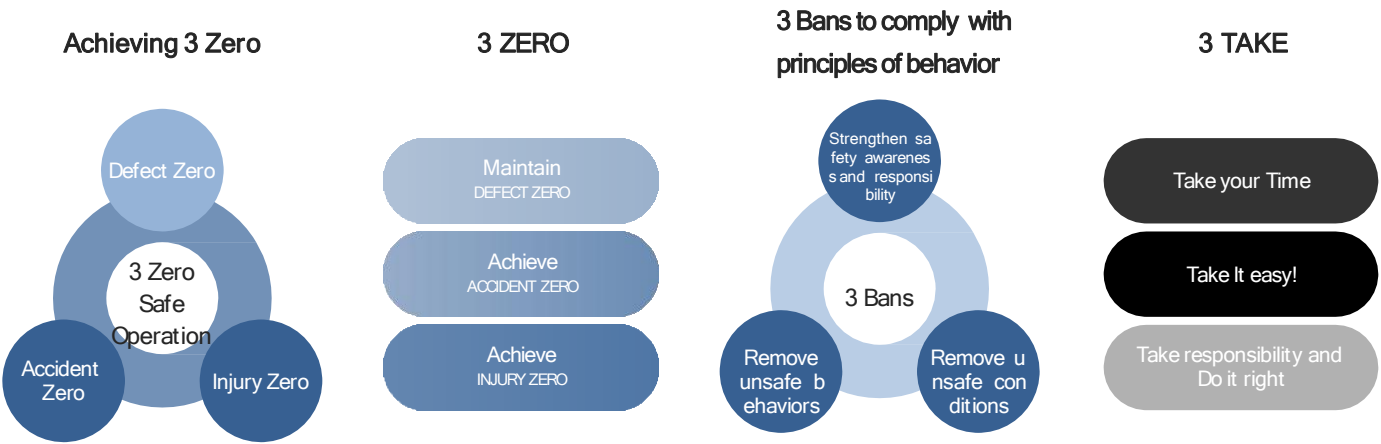 Achieving 3 Zero
Defect Zero
3 Zero
Safe
Operation
Accident
Zero
Injury Zero
3 ZERO
Maintain
DEFECT ZERO
Achieve
ACCIDENT ZERO
Achieve
INJURY ZERO
3 Bans to comply with
principles of behavior
Strengthen sa
fety awarenes
s and responsi
bility
3 Bans
Remove
unsafe b
ehaviors
Remove u
nsafe con
ditions
3 TAKE
Take your Time
Take It easy!
Take responsibility and
Do it right